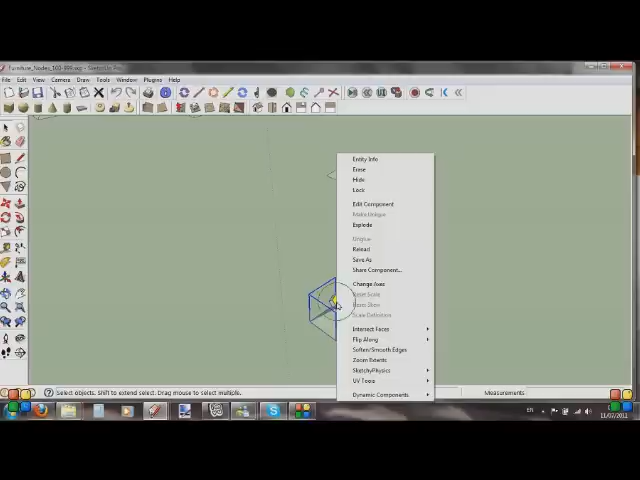 Furniture_Nodes_100-999.skp - SketchUp Pro
File Edit View Camera Draw Tools Window Plugins Help
Entity Info
Erase
Hide
Lock
Edit Component
Make Unique
Explode
Unglue
Reload
Save As
Share Component...
Change Axes
Reset Scale
Reset Skew
Scale Definition
Intersect Faces
Flip Along
Soften/Smooth Edges
Zoom Extents
SketchyPhysics
UV Tools
Dynamic Components
Select objects. Shift to extend select. Drag mouse to select multiple.
Measurements
EN
11/07/2011